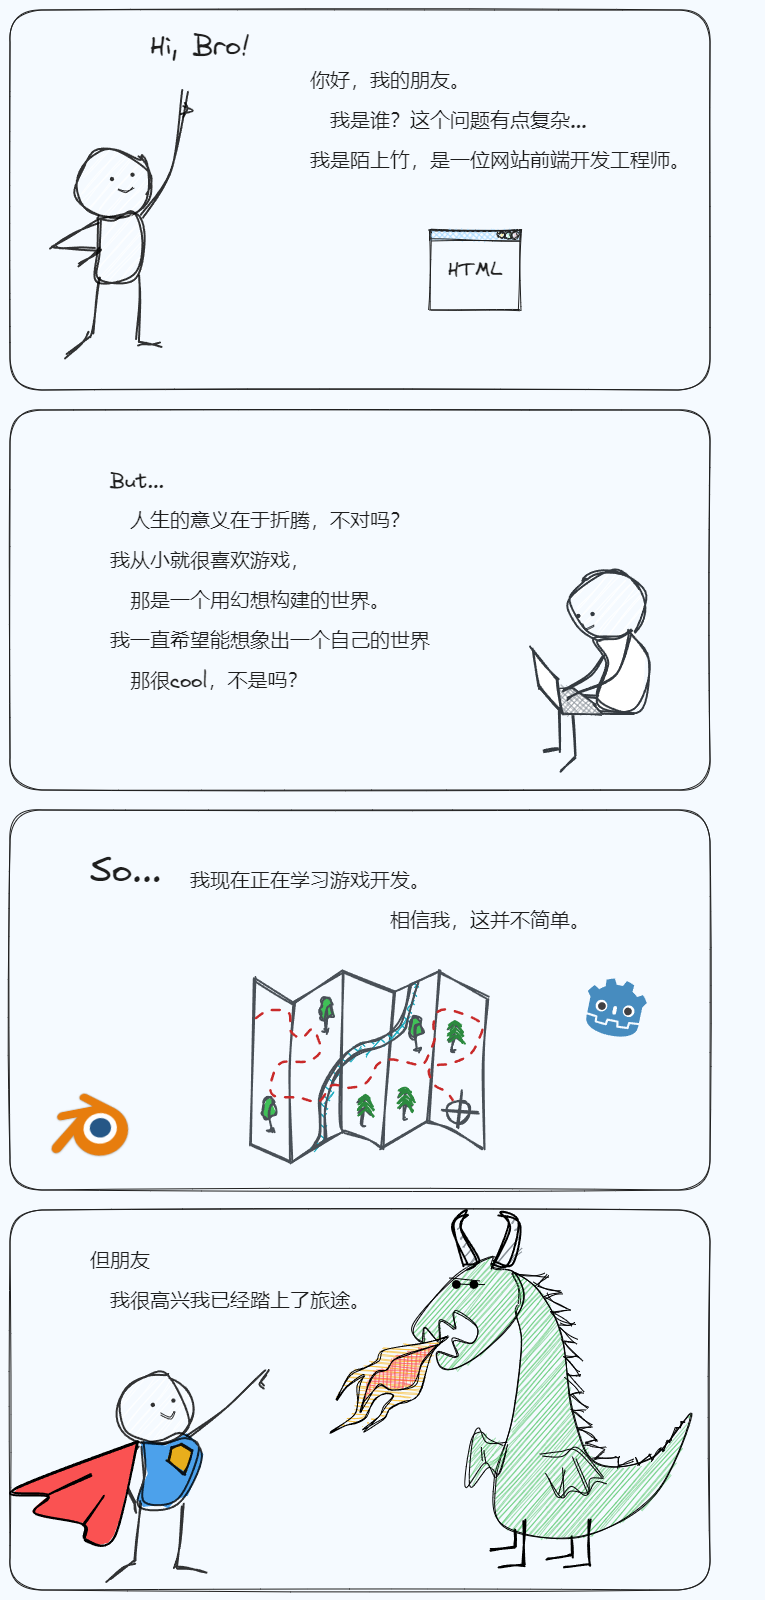 Hi, Bro!
你好，我的朋友。
我是谁？这个问题有点复杂...
我是陌上竹，是一位网站前端开发工程师。
HTML
But...
人生的意义在于折腾，不对吗？
我从小就很喜欢游戏，
那是一个用幻想构建的世界。
我一直希望能想象出一个自己的世界
那很cool，不是吗？
So...
我现在正在学习游戏开发。
相信我，这并不简单。
但朋友
我很高兴我已经踏上了旅途。